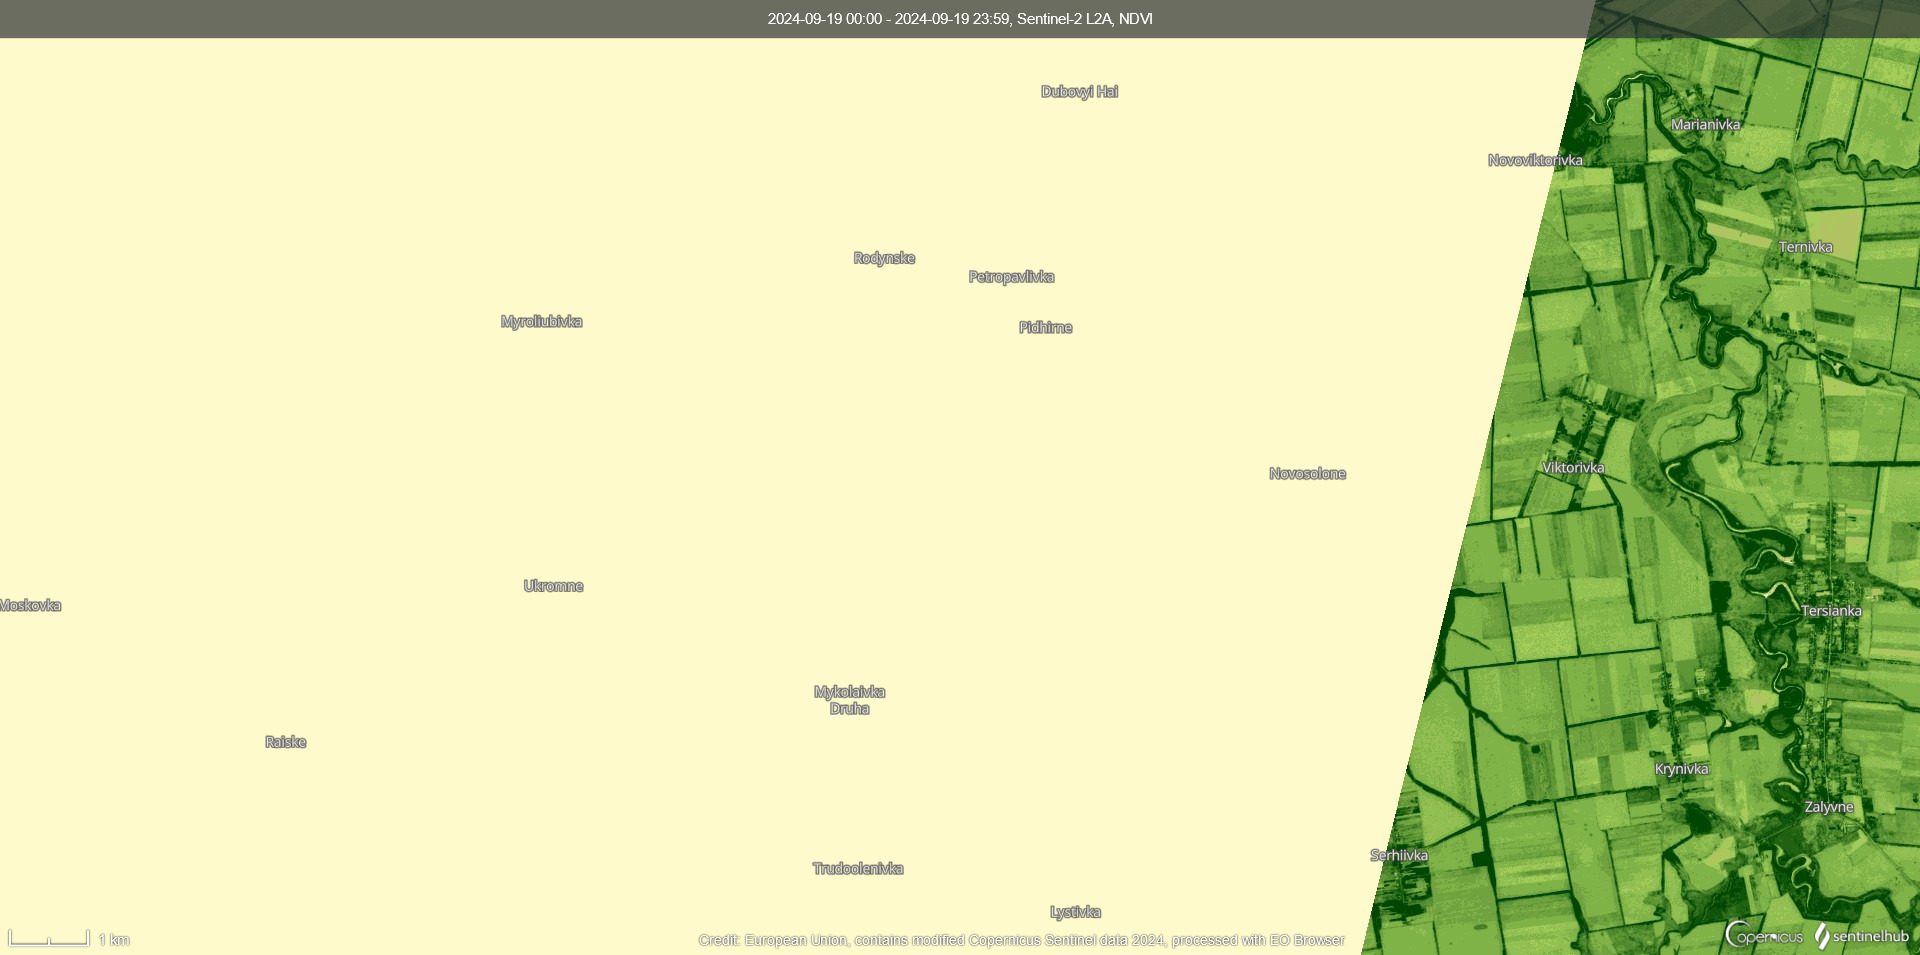 2024-09-19 00:00 - 2024-09-19 23:59, Sentinel-2 L2A, NDVI
Dubovyi Hai
Marianivka
Novoviktorivka
Ternivka
Rodynske
Petropavlivka
Myroliubivka
Pidhirne
Viktorivka
Novosolone
Ukromne
Moskovka
Tersianka
Mykolaivka
Druha
Raiske
Krynivka
Zalyvne
Serhiivka
Trudoolenivka
Lystivka
1 km
Credit: European Union, contains modified Copernicus Sentinel data 2024, processed with EO Browser
Copernicus
sentinelhub